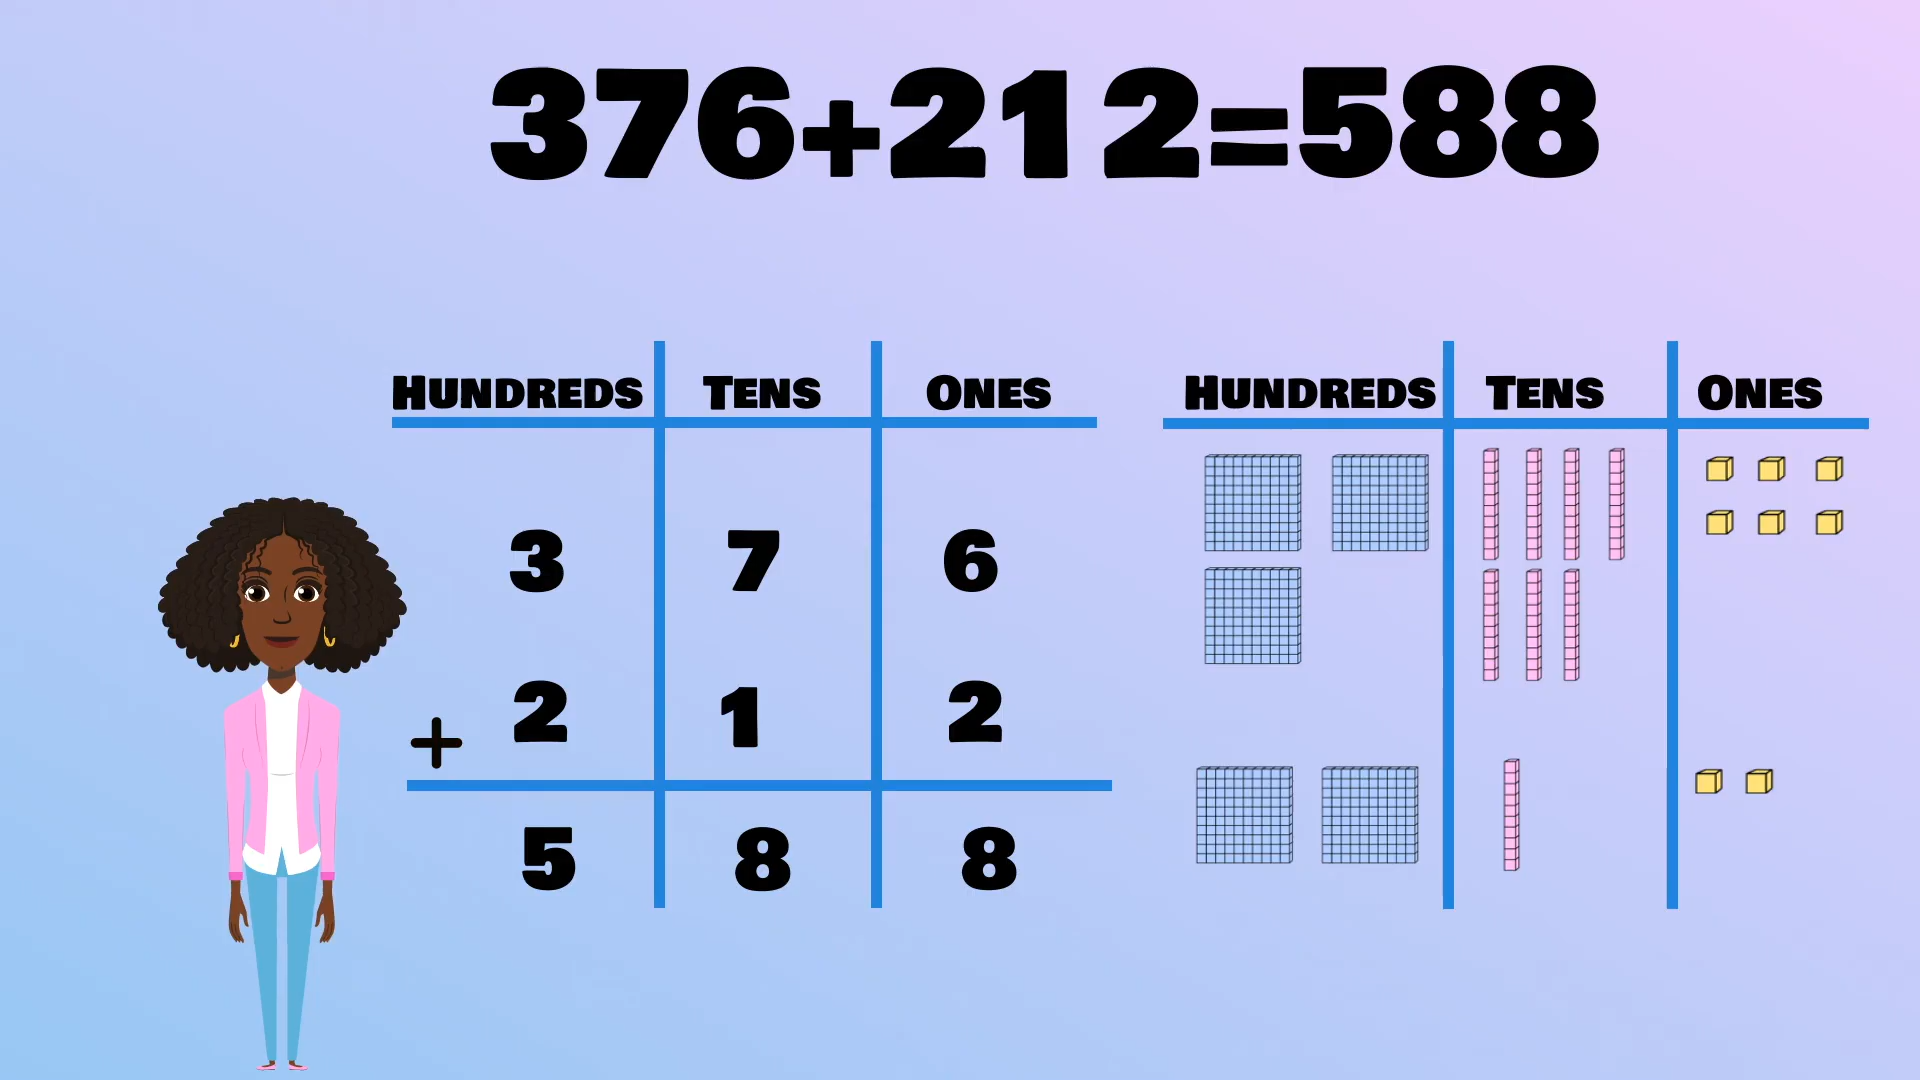 376+212=588
HUNDREDS TENS ONES
3 7 6
+ 2 1 2
5 8 8
HUNDREDS TENS ONES